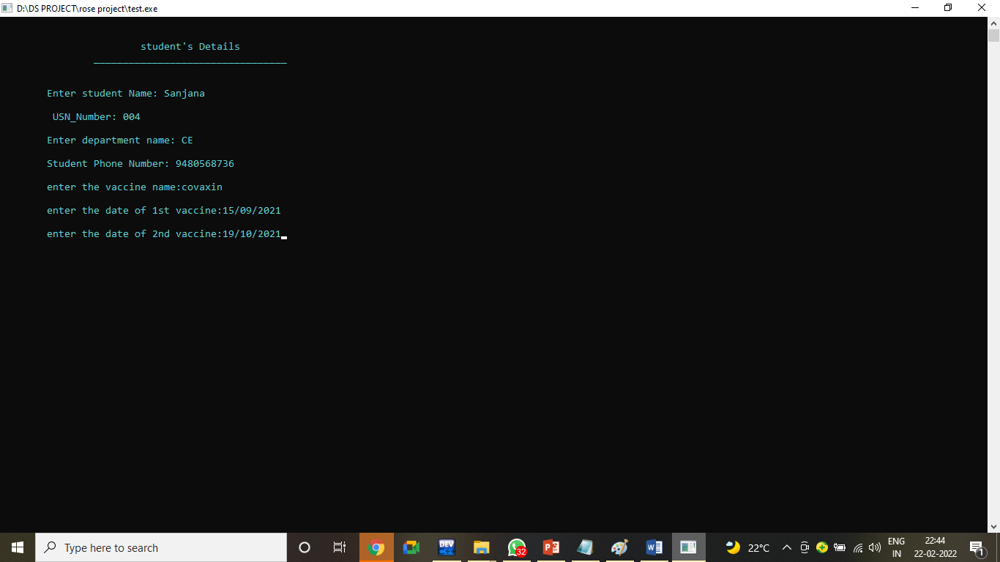 D:\DS PROJECT\rose project\test.exe
student's Details
_________________________________
Enter student Name: Sanjana
USN_Number: 004
Enter department name: CE
Student Phone Number: 9480568736
enter the vaccine name:covaxin
enter the date of 1st vaccine:15/09/2021
enter the date of 2nd vaccine:19/10/2021
Type here to search
DEV
32
22°C
ENG
IN
22:44
22-02-2022
1